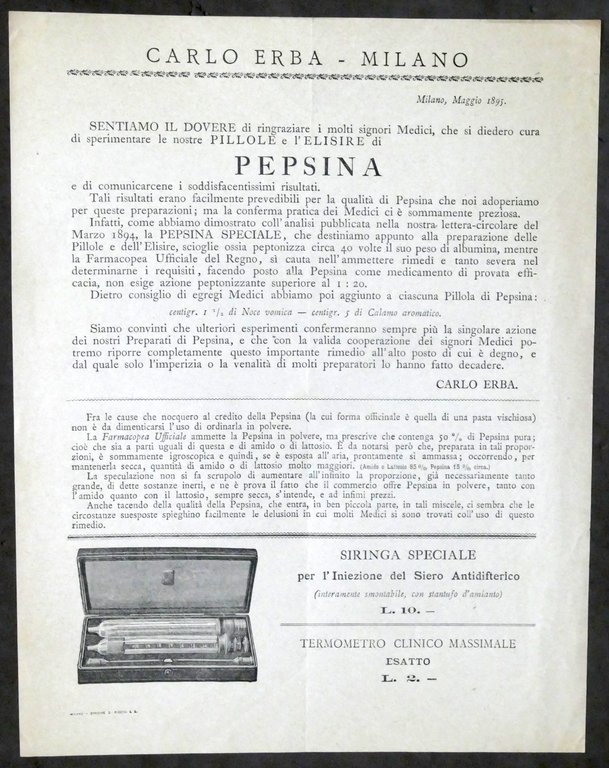 CARLO ERBA - MILANO
Milano, Maggio 1895.
SENTIAMO IL DOVERE di ringraziare i molti signori Medici, che si diedero cura
di sperimentare le nostre PILLOLE e l'ELISIRE di
PEPSINA
e di comunicarcene i soddisfacentissimi risultati.
Tali risultati erano facilmente prevedibili per la qualità di Pepsina che noi adoperiamo
per queste preparazioni; ma la conferma pratica dei Medici ci è sommamente preziosa.
Infatti, come abbiamo dimostrato coll'analisi pubblicata nella nostra lettera-circolare del
Marzo 1894, la PEPSINA SPECIALE, che destiniamo appunto alla preparazione delle
Pillole e dell'Elisire, scioglie ossia peptonizza circa 40 volte il suo peso di albumina, mentre
la Farmacopea Ufficiale del Regno, sì cauta nell'ammettere rimedi e tanto severa nel
determinarne i requisiti, facendo posto alla Pepsina come medicamento di provata effi-
cacia, non esige azione peptonizzante superiore al 1 : 20.
Dietro consiglio di egregi Medici abbiamo poi aggiunto a ciascuna Pillola di Pepsina:
centigr. 1 1/2 di Noce vomica — centigr. 5 di Calamo aromatico.
Siamo convinti che ulteriori esperimenti confermeranno sempre più la singolare azione
dei nostri Preparati di Pepsina, e che con la valida cooperazione dei signori Medici po-
tremo riporre completamente questo importante rimedio all'alto posto di cui è degno, e
dal quale solo l'imperizia o la venalità di molti preparatori lo hanno fatto decadere.
CARLO ERBA.
Fra le cause che nocquero al credito della Pepsina (la cui forma officinale è quella di una pasta vischiosa)
non è da dimenticarsi l'uso di ordinarla in polvere.
La Farmacopea Ufficiale ammette la Pepsina in polvere, ma prescrive che contenga 50 % di Pepsina pura;
cioè che sia a parti uguali di questa e di amido o di lattosio. È da notarsi però che, preparata in tali propor-
zioni, è sommamente igroscopica e quindi, se è esposta all'aria, prontamente si ammassa; occorrendo, per
mantenerla secca, quantità di amido o di lattosio molto maggiori. (Amido o Lattosio 85 %, Pepsina 15 % circa.)
La speculazione non si fa scrupolo di aumentare all'infinito la proporzione, già necessariamente tanto
grande, di dette sostanze inerti, e ne è prova il fatto che il commercio offre Pepsina in polvere, tanto con
l'amido quanto con il lattosio, sempre secca, s'intende, e ad infimi prezzi.
Anche tacendo della qualità della Pepsina, che entra, in ben piccola parte, in tali miscele, ci sembra che le
circostanze suesposte spieghino facilmente le delusioni in cui molti Medici si sono trovati coll'uso di questo
rimedio.
SIRINGA SPECIALE
per l'Iniezione del Siero Antidifterico
(interamente smontabile, con stantufo d'amianto)
L. 10. —
TERMOMETRO CLINICO MASSIMALE
ESATTO
L. 2. —